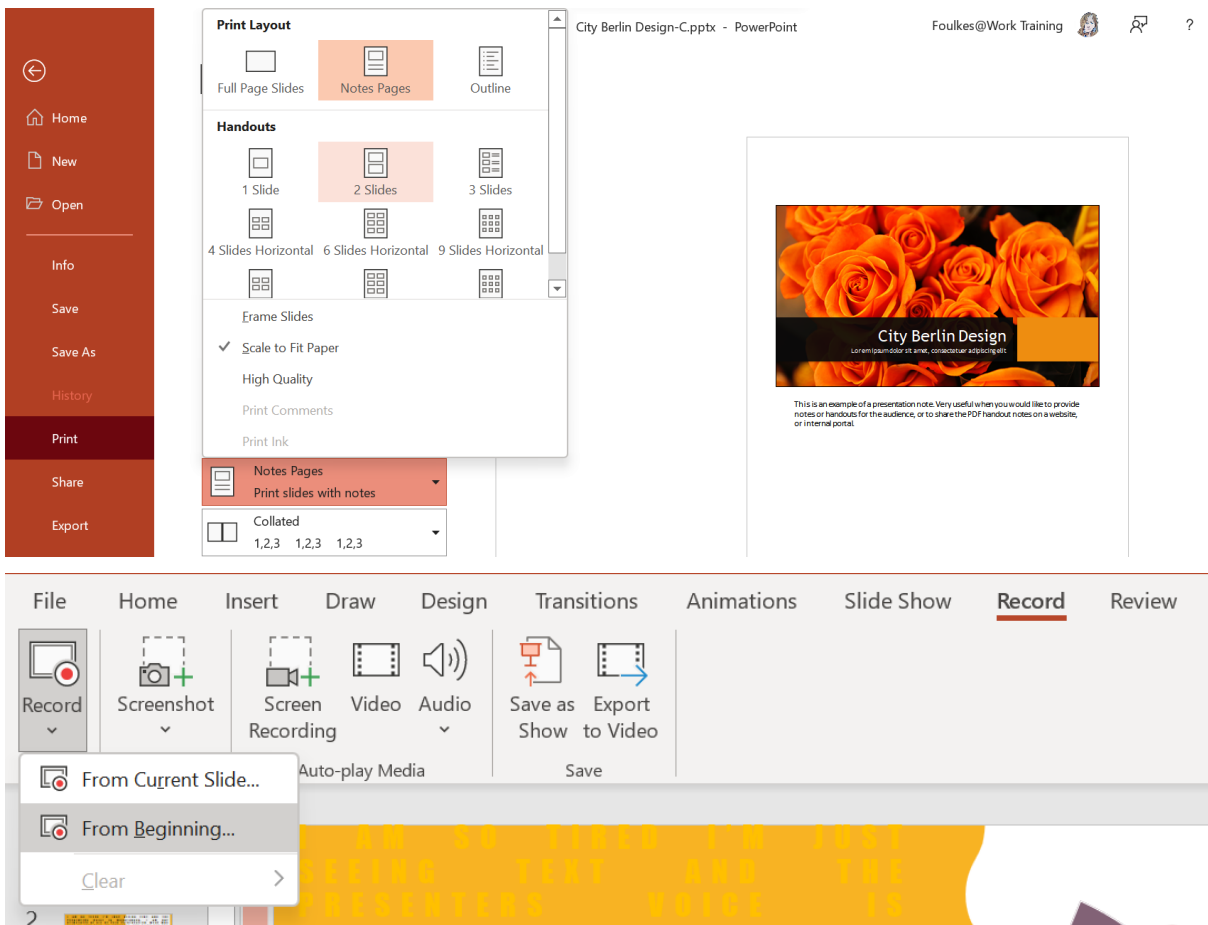 Print Layout
City Berlin Design-C.pptx - PowerPoint
Foulkes@Work Training
?
Full Page Slides
Notes Pages
Outline
Home
New
Open
Info
Save
Save As
History
Print
Share
Export
Handouts
1 Slide
2 Slides
3 Slides
4 Slides Horizontal
6 Slides Horizontal
9 Slides Horizontal
Frame Slides
Scale to Fit Paper
High Quality
Print Comments
Print Ink
Notes Pages
Print slides with notes
Collated
1,2,3 1,2,3 1,2,3
City Berlin Design
Lorem ipsum dolor sit amet, consectetuer adipiscing elit
This is an example of a presentation note. Very useful when you would like to provide
notes or handouts for the audience, or to share the PDF handout notes on a website,
or internal portal.
File Home Insert Draw Design Transitions Animations Slide Show Record Review
Record
Screenshot
Screen
Recording
Video
Audio
Save as
Show
Export
to Video
Auto-play Media
Save
From Current Slide...
From Beginning...
Clear
2
I AM SO TIRED I'M JUST
SEEING TEXT AND THE
PRESENTERS VOICE IS